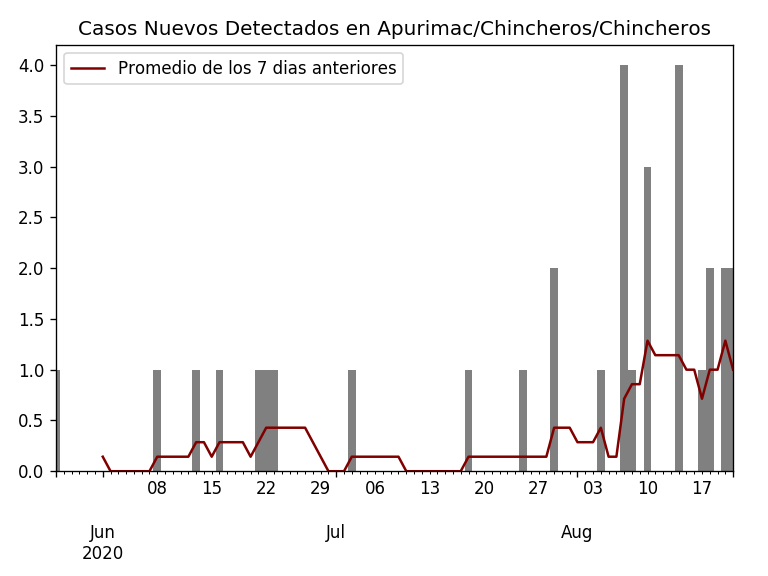 Casos Nuevos Detectados en Apurimac/Chincheros/Chincheros
Promedio de los 7 dias anteriores
4.0
3.5
3.0
2.5
2.0
1.5
1.0
0.5
0.0
08 15 22 29 06 13 20 27 03 10 17
Jun Jul Aug
2020